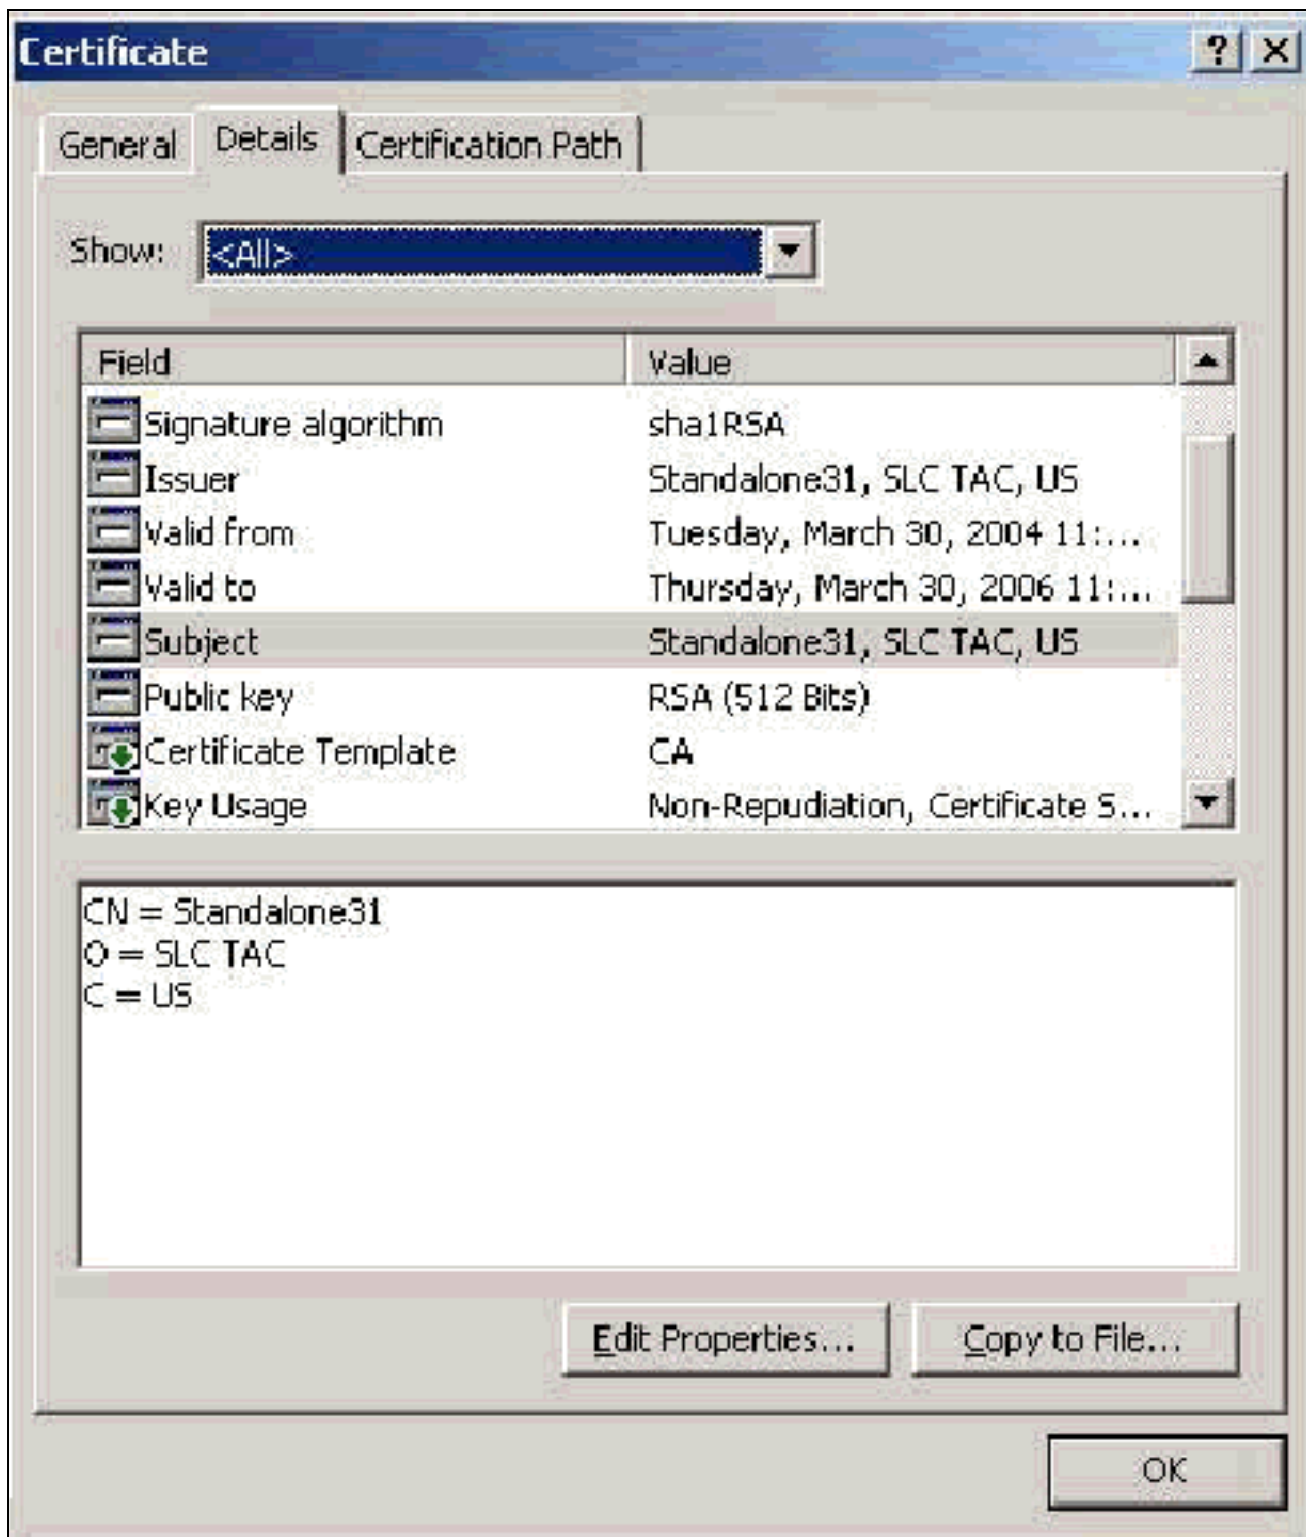 Certificate
General Details Certification Path
Show: <All>
Field Value
Signature algorithm sha1RSA
Issuer Standalone31, SLC TAC, US
Valid from Tuesday, March 30, 2004 11:...
Valid to Thursday, March 30, 2006 11:...
Subject Standalone31, SLC TAC, US
Public key RSA (512 Bits)
Certificate Template CA
Key Usage Non-Repudiation, Certificate S...
CN = Standalone31
O = SLC TAC
C = US
Edit Properties... Copy to File...
OK